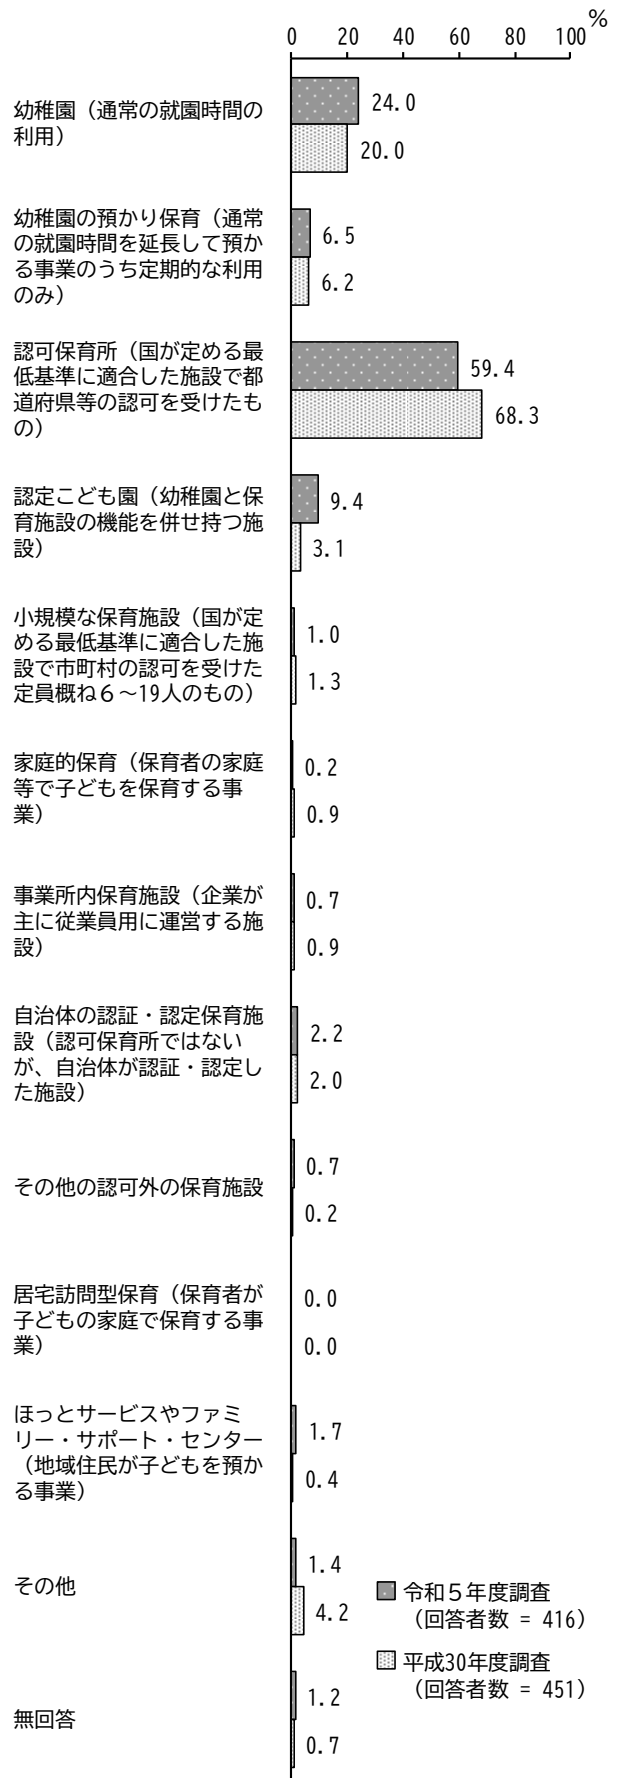 %
0 20 40 60 80 100
幼稚園（通常の就園時間の
利用）
24.0
20.0
幼稚園の預かり保育（通常
の就園時間を延長して預か
る事業のうち定期的な利用
のみ）
6.5
6.2
認可保育所（国が定める最
低基準に適合した施設で都
道府県等の認可を受けたも
の）
59.4
68.3
認定こども園（幼稚園と保
育施設の機能を併せ持つ施
設）
9.4
3.1
小規模な保育施設（国が定
める最低基準に適合した施
設で市町村の認可を受けた
定員概ね６～19人のもの）
1.0
1.3
家庭的保育（保育者の家庭
等で子どもを保育する事
業）
0.2
0.9
事業所内保育施設（企業が
主に従業員用に運営する施
設）
0.7
0.9
自治体の認証・認定保育施
設（認可保育所ではない
が、自治体が認証・認定し
た施設）
2.2
2.0
その他の認可外の保育施設
0.7
0.2
居宅訪問型保育（保育者が
子どもの家庭で保育する事
業）
0.0
0.0
ほっとサービスやファミ
リー・サポート・センター
（地域住民が子どもを預か
る事業）
1.7
0.4
その他
1.4
4.2
無回答
1.2
0.7
令和５年度調査
（回答者数 = 416）
平成30年度調査
（回答者数 = 451）